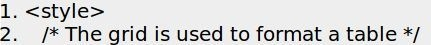 1. <style>
2.   /* The grid is used to format a table */